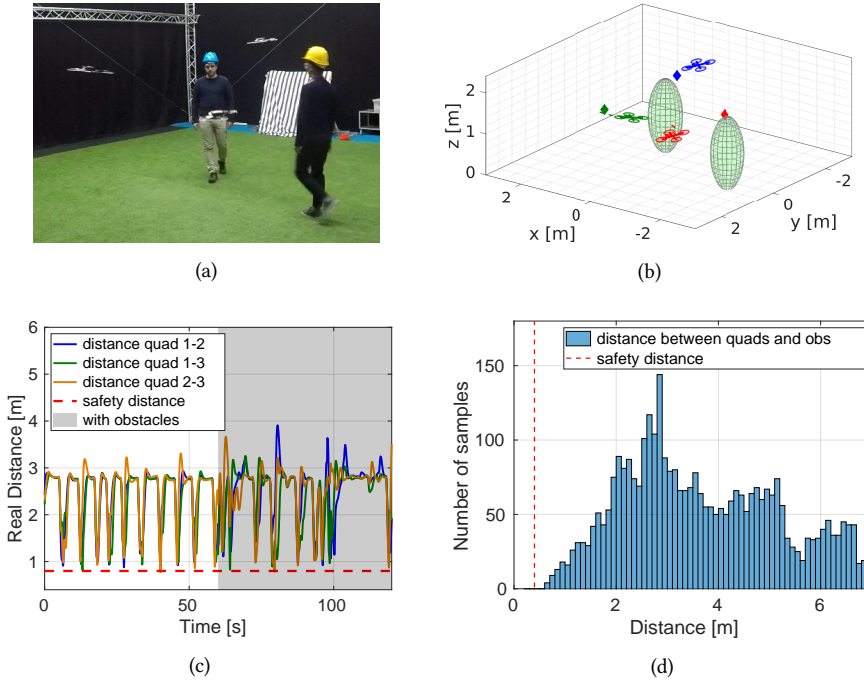 2
1
0
z [m]
2
0
-2
x [m]
2
0
-2
y [m]
(a)
(b)
6
5
4
3
2
1
Real Distance [m]
distance quad 1-2
distance quad 1-3
distance quad 2-3
safety distance
with obstacles
0
50
100
Time [s]
150
100
50
0
Number of samples
distance between quads and obs
safety distance
0
2
4
6
Distance [m]
(c)
(d)